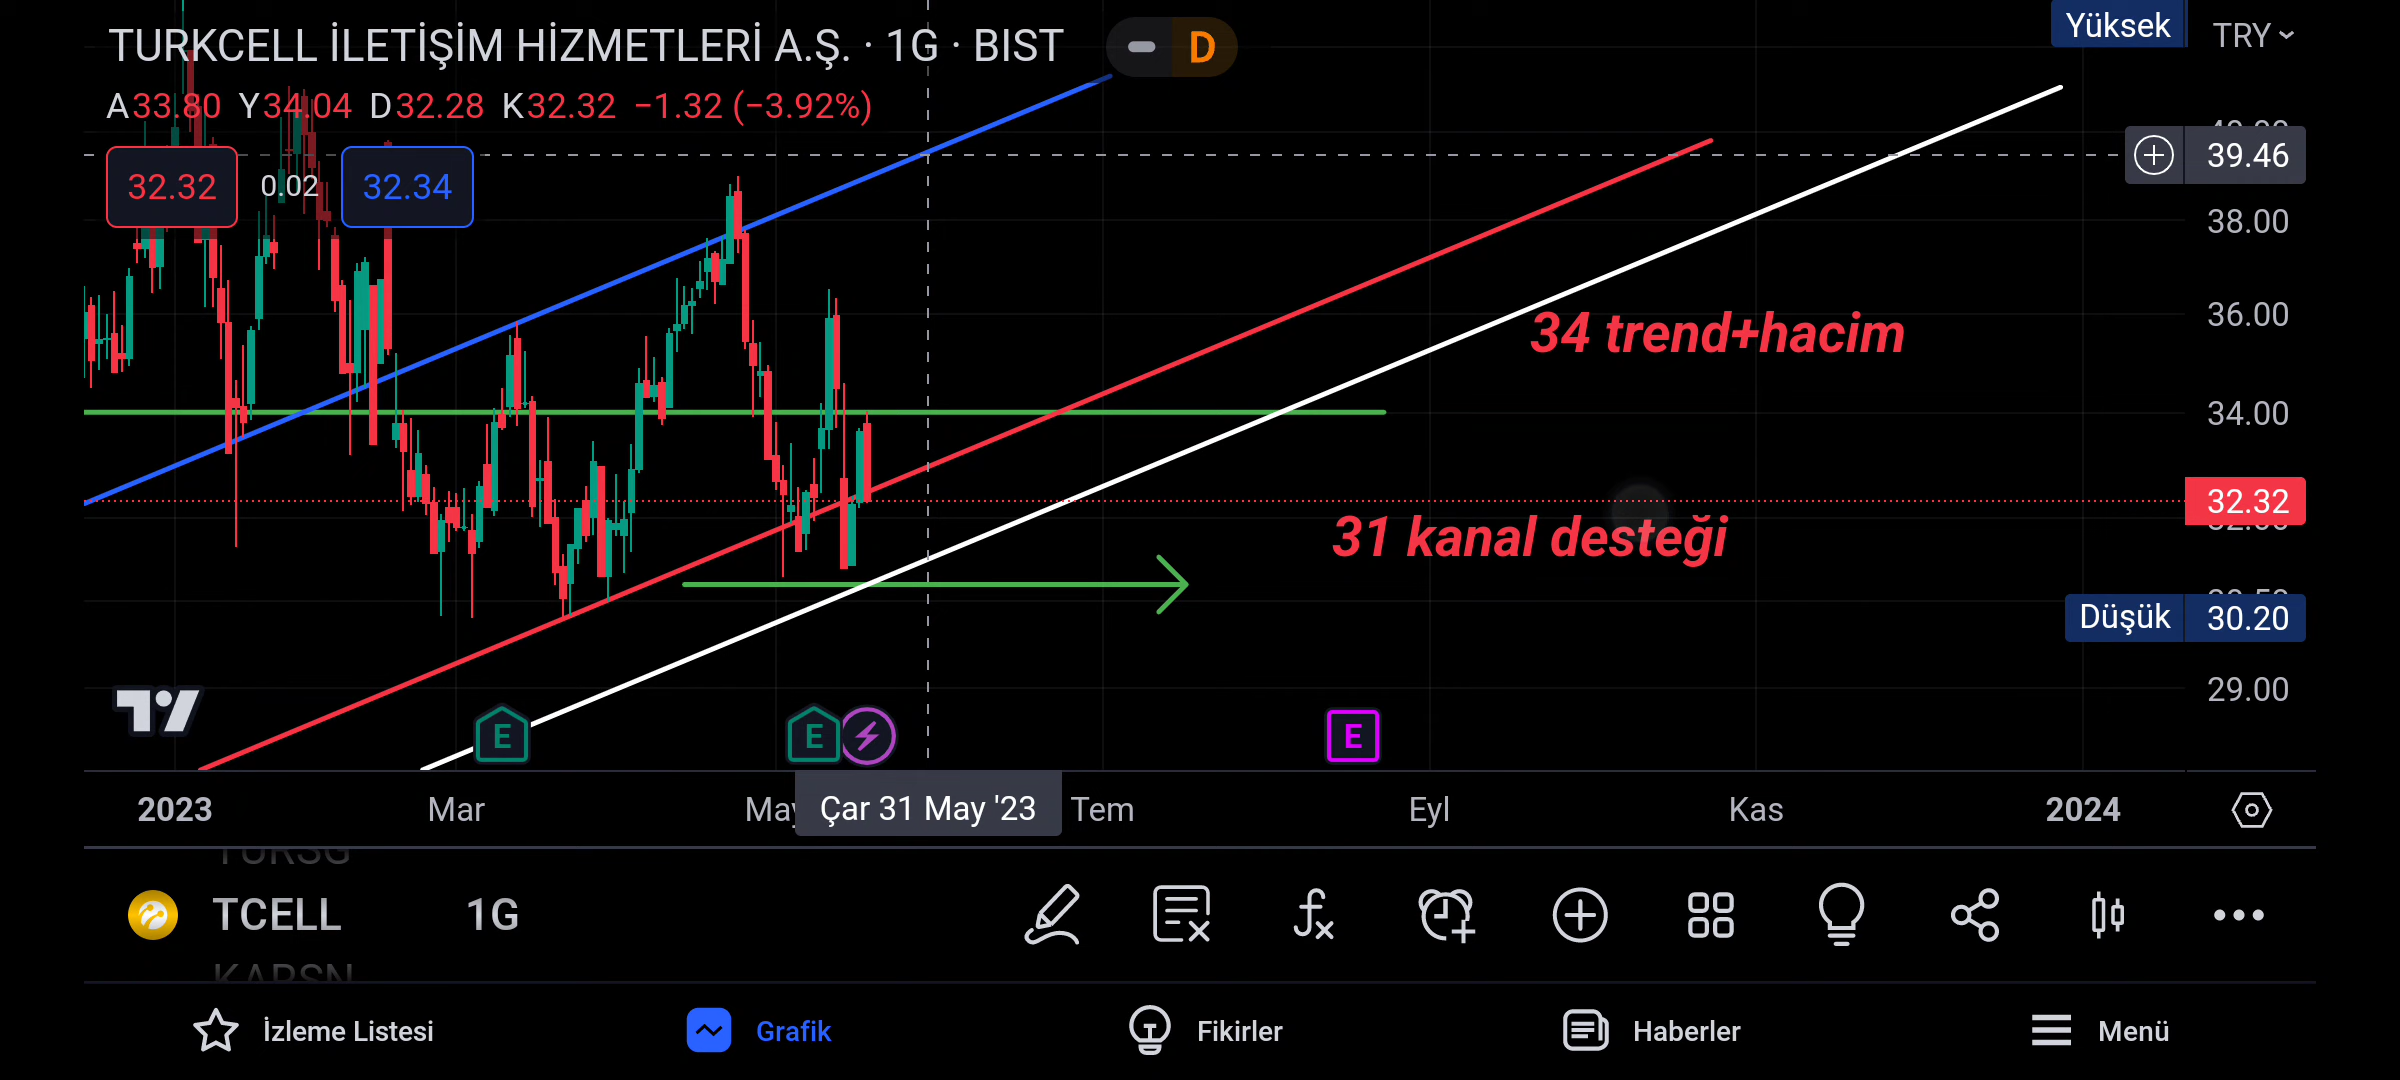 TURKCELL İLETİŞİM HİZMETLERİ A.Ş. · 1G · BIST
D
Yüksek
TRY
A33.80 Y34.04 D32.28 K32.32 −1.32 (−3.92%)
32.32
0.02
32.34
39.46
38.00
36.00
34 trend+hacim
34.00
32.32
31 kanal desteği
Düşük
30.20
29.00
E
E
E
2023
Mar
May
Çar 31 May '23
Tem
Eyl
Kas
2024
TCELL
1G
KARSN
İzleme Listesi
Grafik
Fikirler
Haberler
Menü